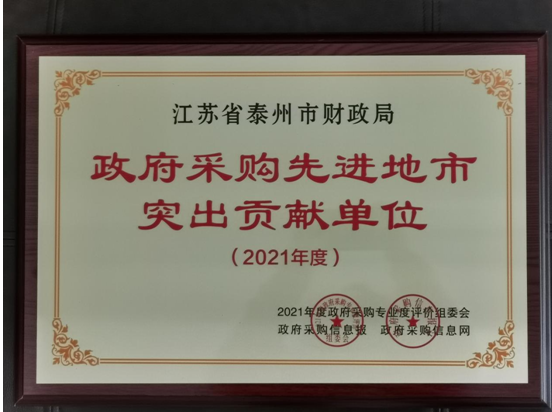 江苏省泰州市财政局
政府采购先进地市
突出贡献单位
（2021年度）
2021年度政府采购专业度评价组委会
政府采购信息报 政府采购信息网